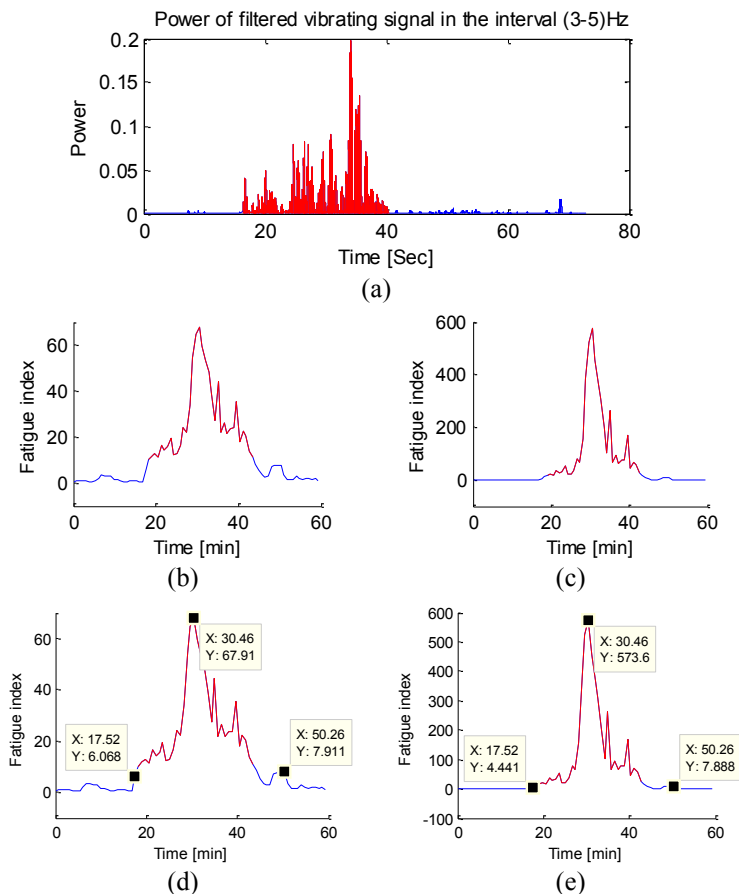 Power of filtered vibrating signal in the interval (3-5)Hz
0.2
0.15
0.1
0.05
0
Power
0 20 40 60 80
Time [Sec]
(a)
60
40
20
0
Fatigue index
0 20 40 60
Time [min]
(b)
600
400
200
0
-100
Fatigue index
0 20 40 60
Time [min]
(c)
60
40
20
0
Fatigue index
X: 30.46
Y: 67.91
X: 17.52
Y: 6.068
X: 50.26
Y: 7.911
0 20 40 60
Time [min]
(d)
600
500
400
300
200
100
0
-100
Fatigue index
X: 30.46
Y: 573.6
X: 17.52
Y: 4.441
X: 50.26
Y: 7.888
0 20 40 60
Time [min]
(e)